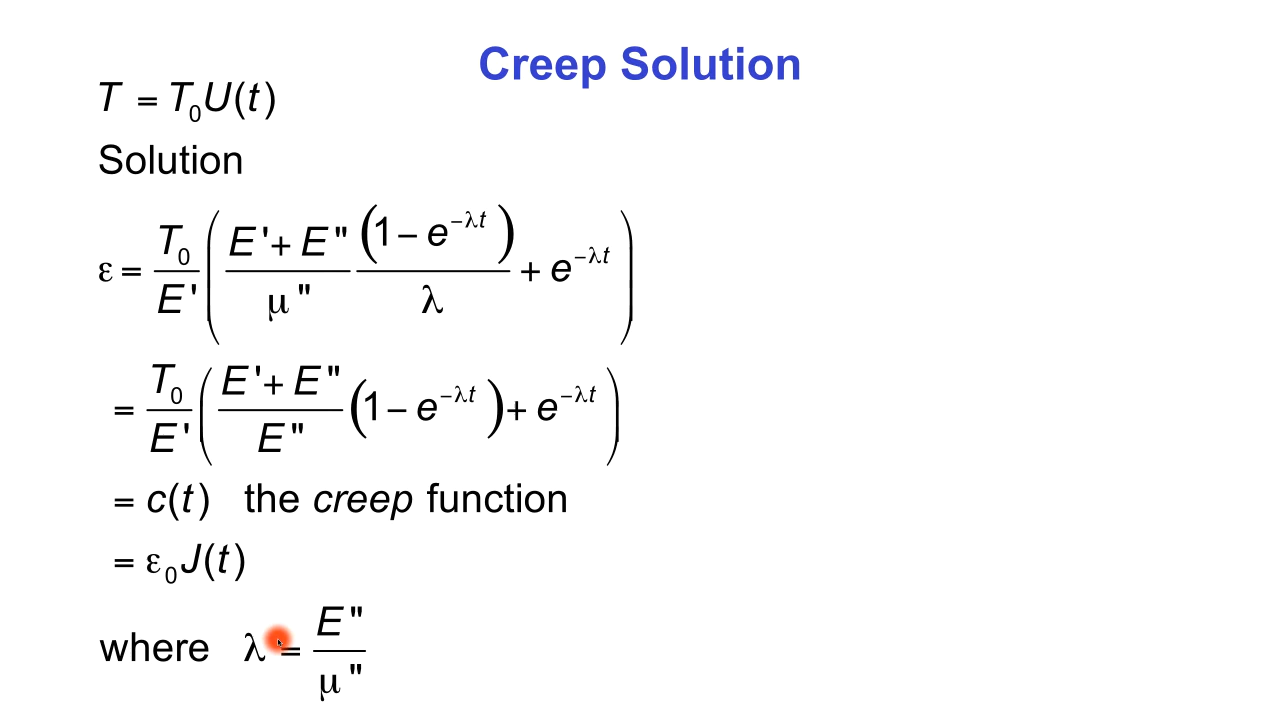 Creep Solution
T = T₀U(t)
Solution
ε = T₀/E' ( (E'+ E")/μ" (1 − e^(−λt))/λ + e^(−λt) )
= T₀/E' ( (E'+ E")/E" (1 − e^(−λt)) + e^(−λt) )
= c(t) the creep function
= ε₀J(t)
where λ = E"/μ"